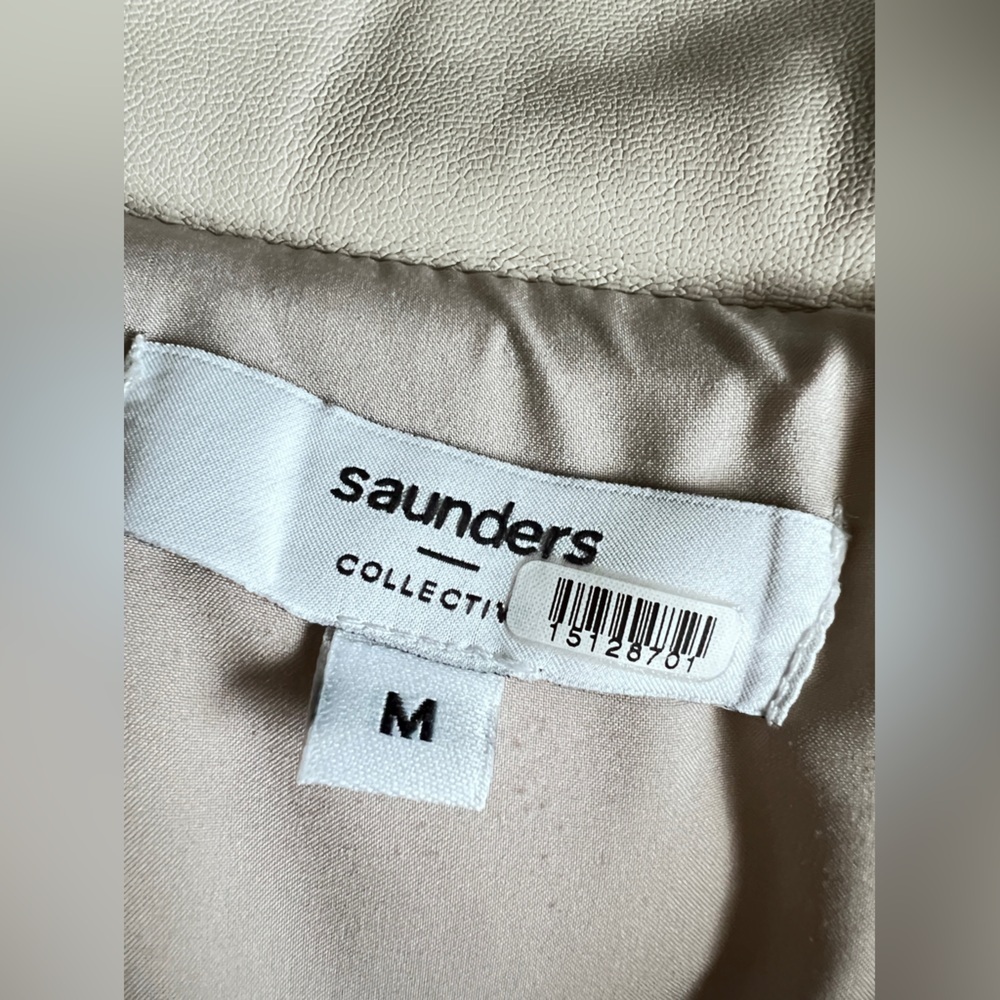 saunders
COLLECTIV
15128701
M